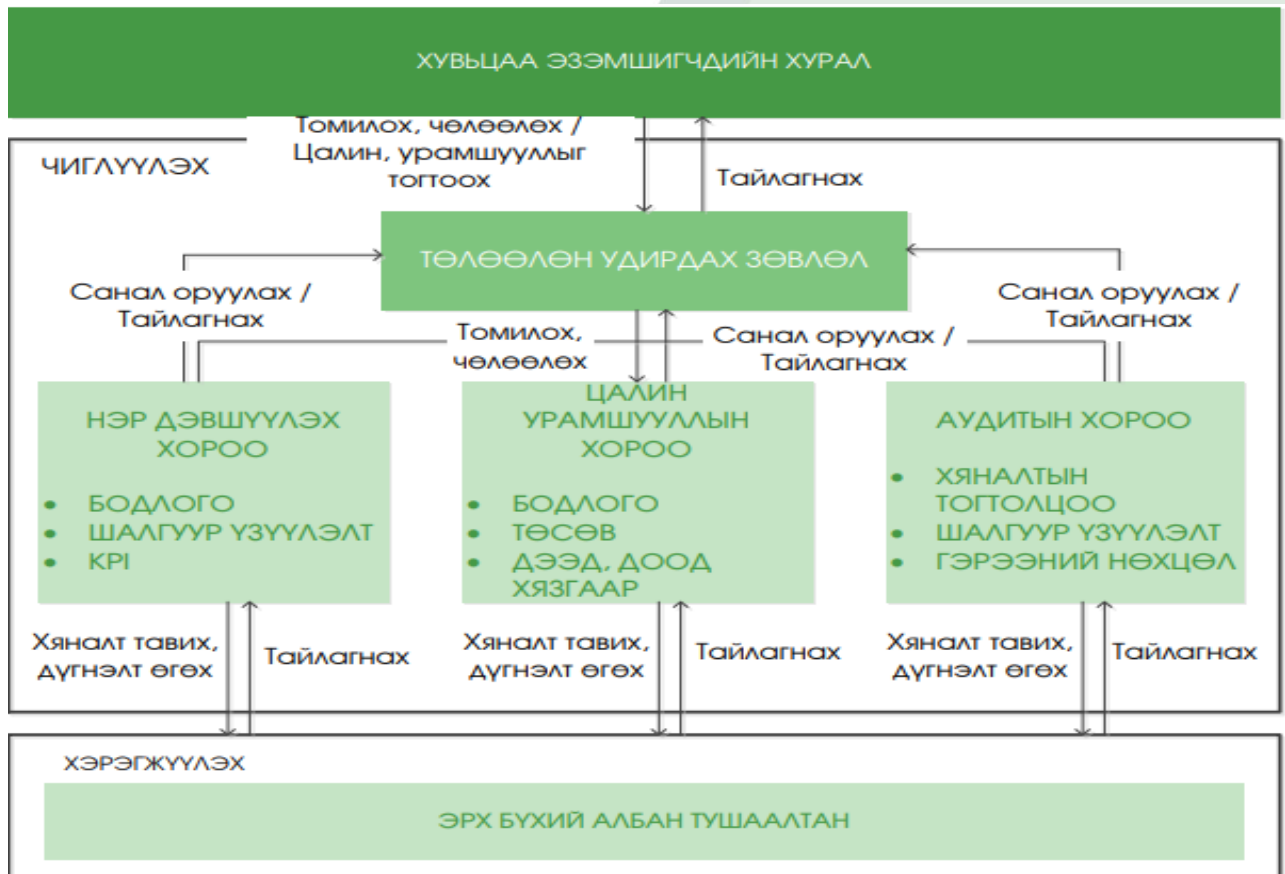 ХУВЬЦАА ЭЗЭМШИГЧДИЙН ХУРАЛ
Томилох, чөлөөлөх /
Цалин, урамшууллыг
тогтоох
ЧИГЛҮҮЛЭХ
Тайлагнах
ТӨЛӨӨЛӨН УДИРДАХ ЗӨВЛӨЛ
Санал оруулах /
Тайлагнах
Томилох,
чөлөөлөх
Санал оруулах /
Тайлагнах
Санал оруулах /
Тайлагнах
НЭР ДЭВШҮҮЛЭХ
ХОРОО
• БОДЛОГО
• ШАЛГУУР ҮЗҮҮЛЭЛТ
• KPI
ЦАЛИН
УРАМШУУЛЛЫН
ХОРОО
• БОДЛОГО
• ТӨСӨВ
• ДЭЭД, ДООД
ХЯЗГААР
АУДИТЫН ХОРОО
• ХЯНАЛТЫН
ТОГТОЛЦОО
• ШАЛГУУР ҮЗҮҮЛЭЛТ
• ГЭРЭЭНИЙ НӨХЦӨЛ
Хяналт тавих,
дүгнэлт өгөх
Тайлагнах
Хяналт тавих,
дүгнэлт өгөх
Тайлагнах
Хяналт тавих,
дүгнэлт өгөх
Тайлагнах
ХЭРЭГЖҮҮЛЭХ
ЭРХ БҮХИЙ АЛБАН ТУШААЛТАН